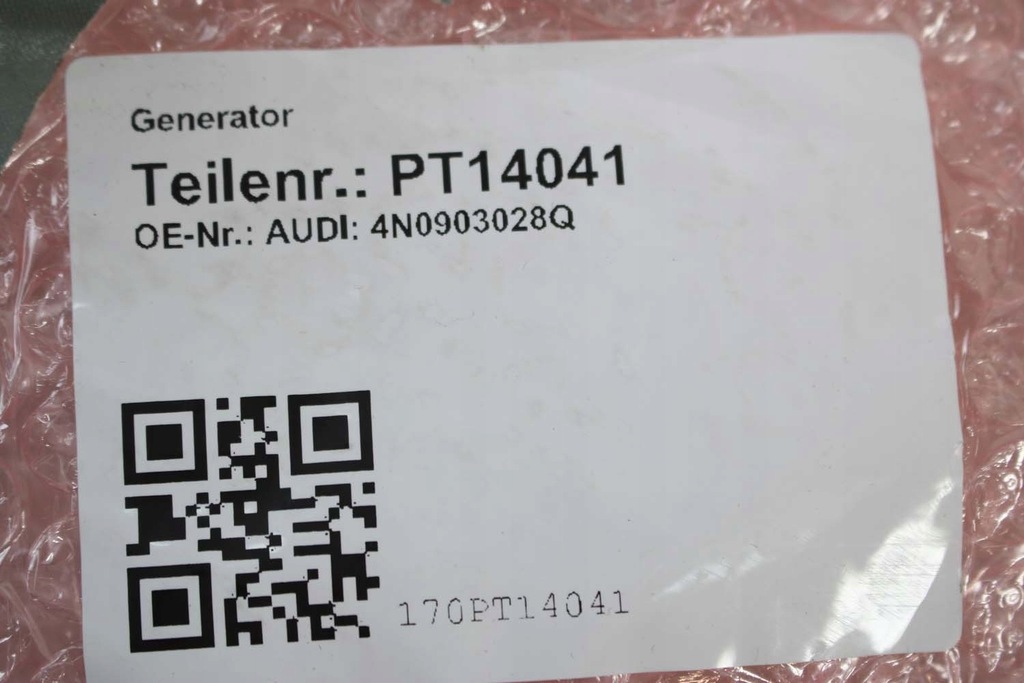 Generator
Teilenr.: PT14041
OE-Nr.: AUDI: 4N0903028Q
170PT14041